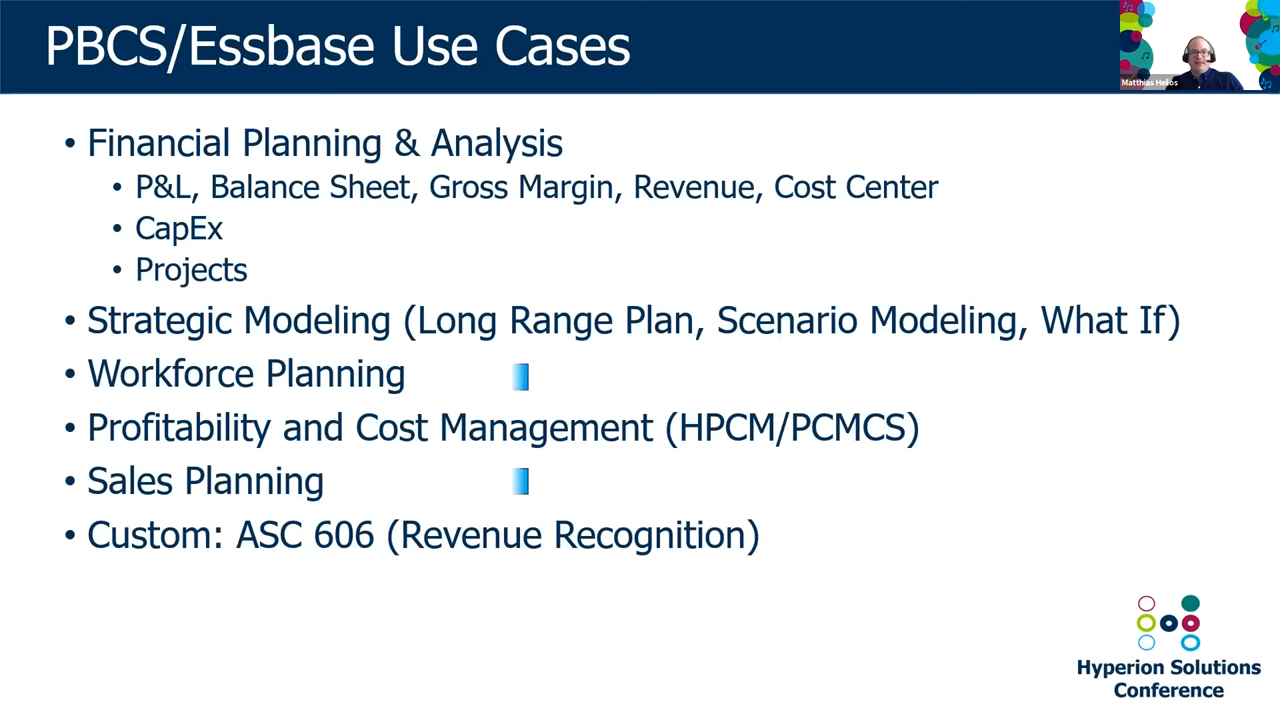 PBCS/Essbase Use Cases
Matthias Heilos
• Financial Planning & Analysis
• P&L, Balance Sheet, Gross Margin, Revenue, Cost Center
• CapEx
• Projects
• Strategic Modeling (Long Range Plan, Scenario Modeling, What If)
• Workforce Planning
• Profitability and Cost Management (HPCM/PCMCS)
• Sales Planning
• Custom: ASC 606 (Revenue Recognition)
Hyperion Solutions
Conference